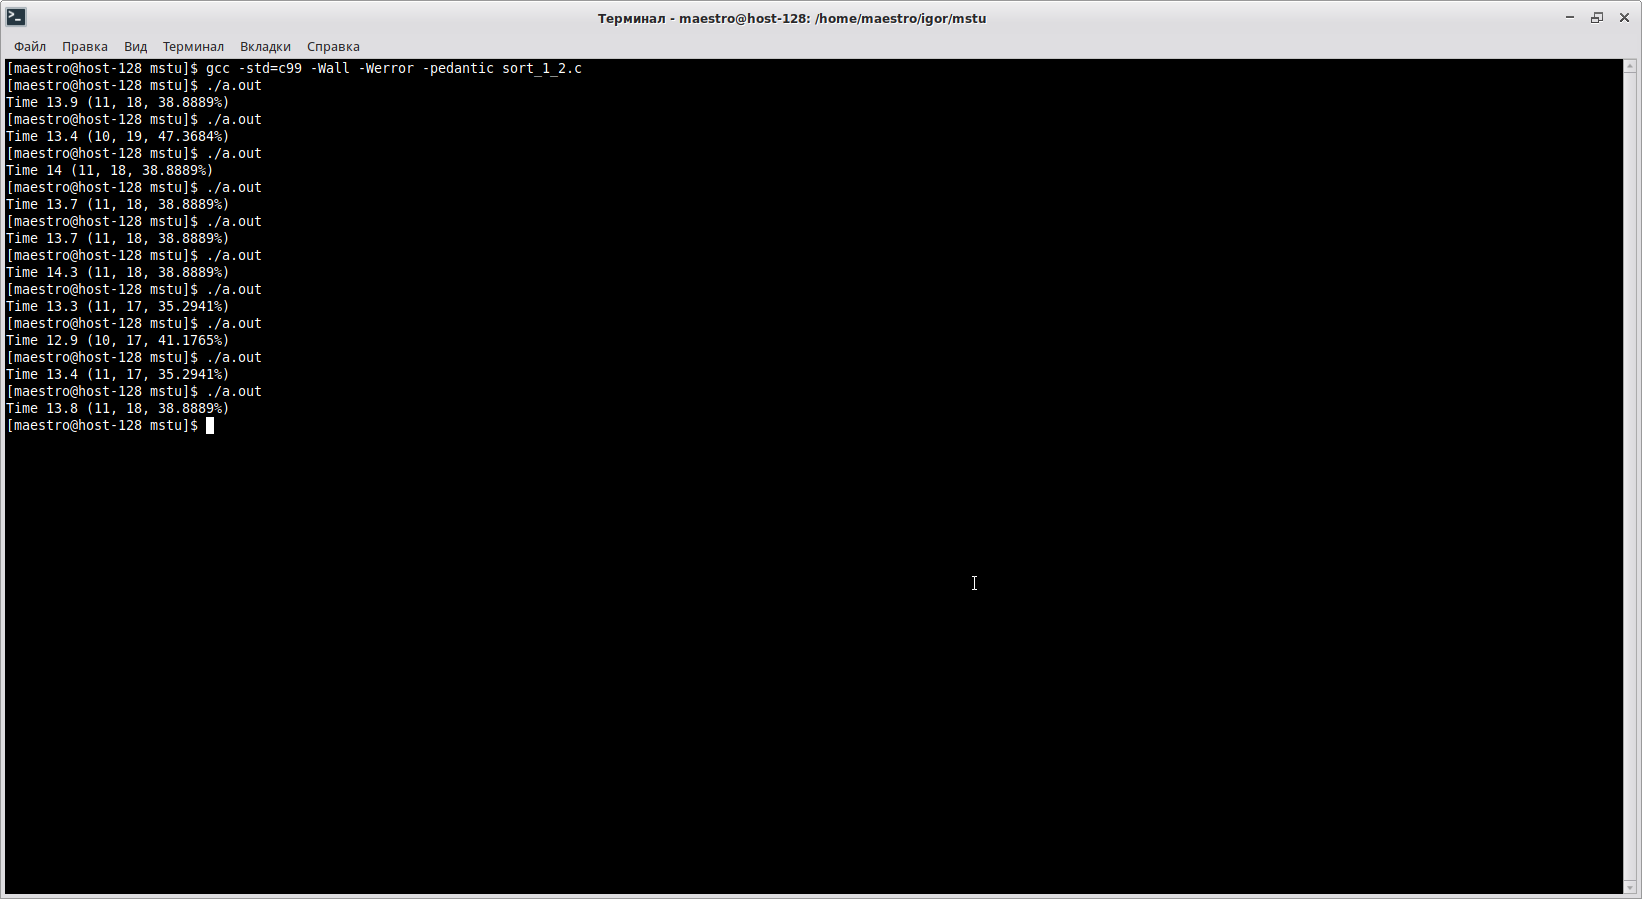 Терминал - maestro@host-128: /home/maestro/igor/mstu
Файл Правка Вид Терминал Вкладки Справка
[maestro@host-128 mstu]$ gcc -std=c99 -Wall -Werror -pedantic sort_1_2.c
[maestro@host-128 mstu]$ ./a.out
Time 13.9 (11, 18, 38.8889%)
[maestro@host-128 mstu]$ ./a.out
Time 13.4 (10, 19, 47.3684%)
[maestro@host-128 mstu]$ ./a.out
Time 14 (11, 18, 38.8889%)
[maestro@host-128 mstu]$ ./a.out
Time 13.7 (11, 18, 38.8889%)
[maestro@host-128 mstu]$ ./a.out
Time 13.7 (11, 18, 38.8889%)
[maestro@host-128 mstu]$ ./a.out
Time 14.3 (11, 18, 38.8889%)
[maestro@host-128 mstu]$ ./a.out
Time 13.3 (11, 17, 35.2941%)
[maestro@host-128 mstu]$ ./a.out
Time 12.9 (10, 17, 41.1765%)
[maestro@host-128 mstu]$ ./a.out
Time 13.4 (11, 17, 35.2941%)
[maestro@host-128 mstu]$ ./a.out
Time 13.8 (11, 18, 38.8889%)
[maestro@host-128 mstu]$